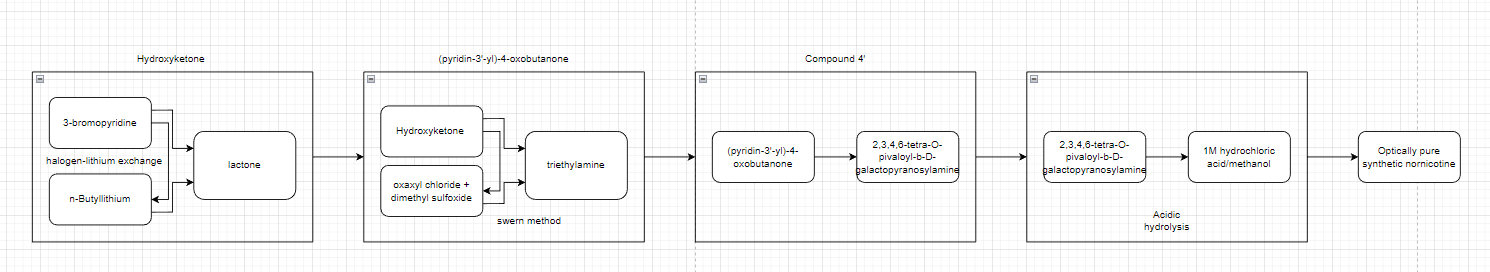 Hydroxyketone
3-bromopyridine
halogen-lithium exchange
n-Butyllithium
lactone
(pyridin-3'-yl)-4-oxobutanone
Hydroxyketone
oxaxyl chloride +
dimethyl sulfoxide
triethylamine
swern method
Compound 4'
(pyridin-3'-yl)-4-
oxobutanone
2,3,4,6-tetra-O-
pivaloyl-b-D-
galactopyranosylamine
2,3,4,6-tetra-O-
pivaloyl-b-D-
galactopyranosylamine
1M hydrochloric
acid/methanol
Acidic
hydrolysis
Optically pure
synthetic nornicotine